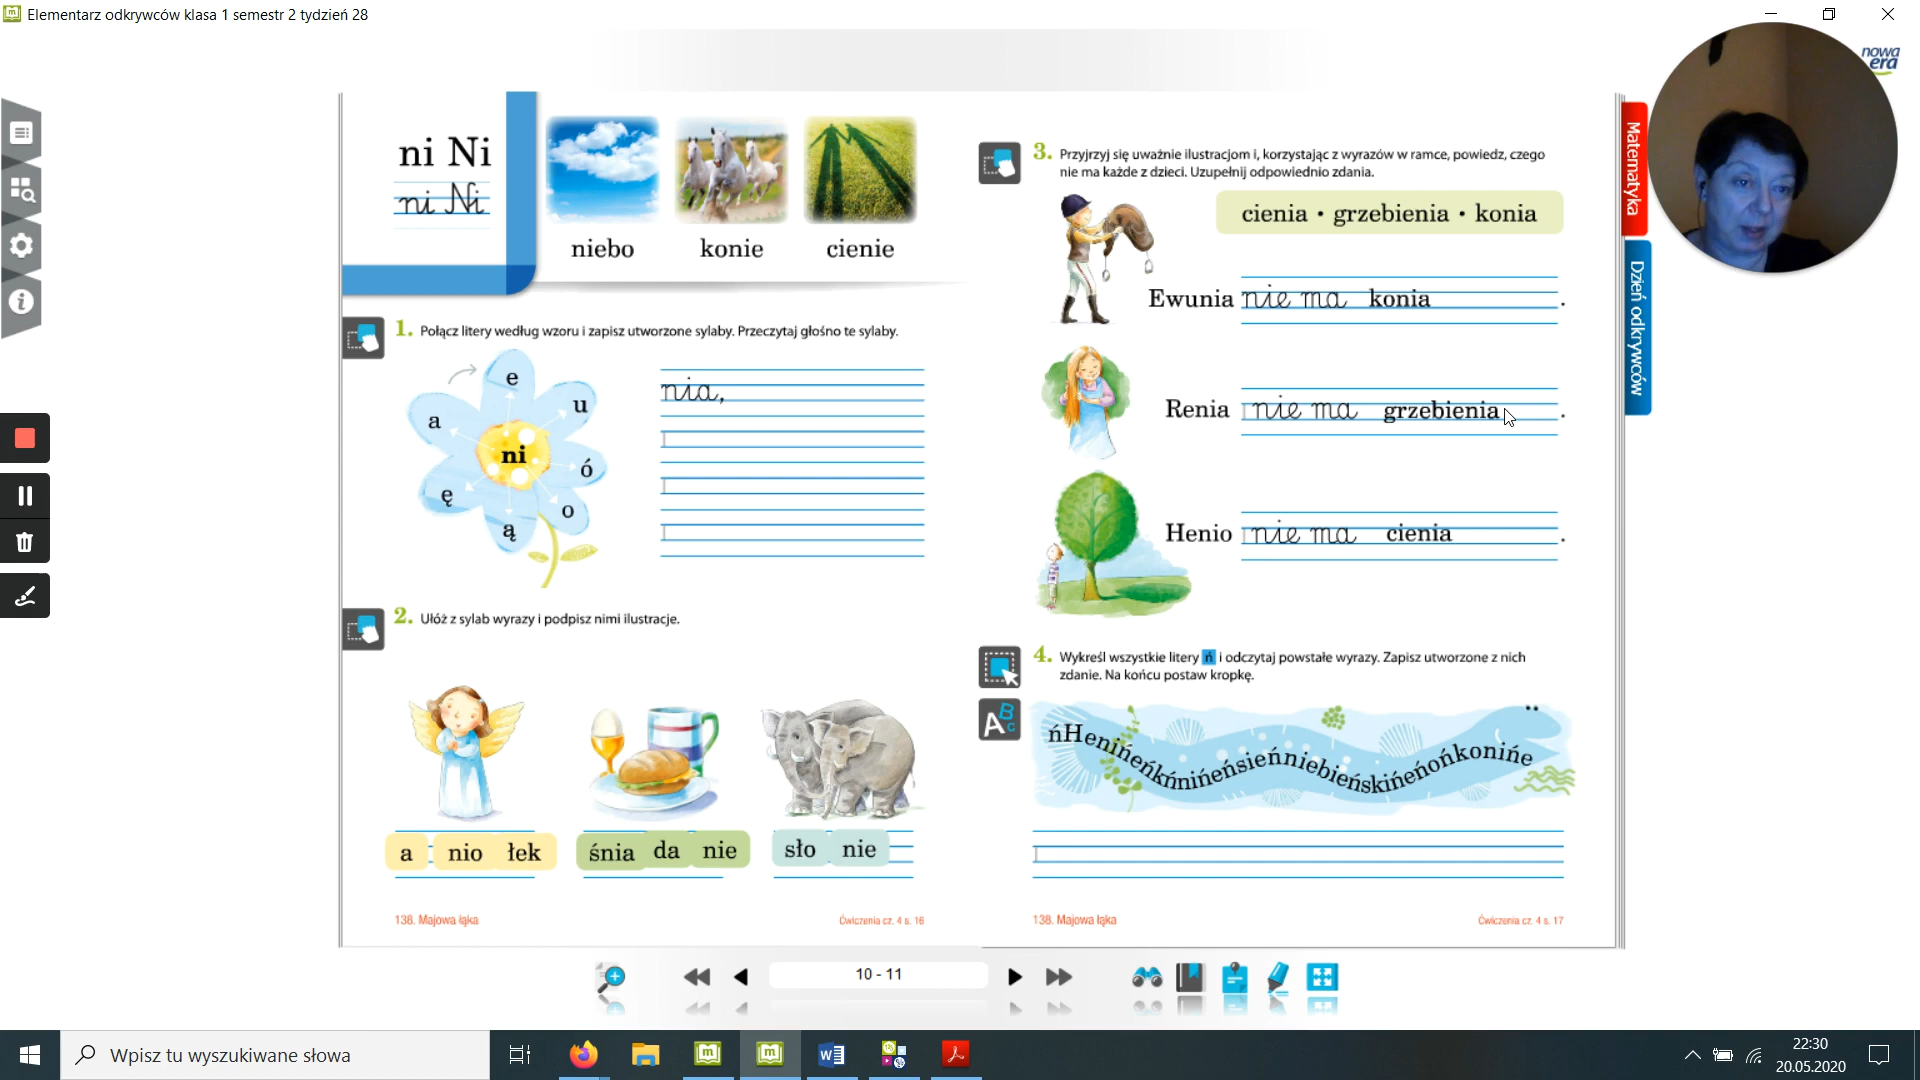 Elementarz odkrywców klasa 1 semestr 2 tydzień 28
nowa
era
Matematyka
Dzień odkrywców
ni Ni
ni Ni
niebo
konie
cienie
1. Połącz litery według wzoru i zapisz utworzone sylaby. Przeczytaj głośno te sylaby.
e
u
ó
o
ą
ę
a
ni
nia,
2. Ułóż z sylab wyrazy i podpisz nimi ilustracje.
a nio łek
śnia da nie
sło nie
138. Majowa łąka
Ćwiczenia cz. 4 s. 16
3. Przyjrzyj się uważnie ilustracjom i, korzystając z wyrazów w ramce, powiedz, czego
nie ma każde z dzieci. Uzupełnij odpowiednio zdania.
cienia • grzebienia • konia
Ewunia nie ma konia .
Renia nie ma grzebienia .
Henio nie ma cienia .
4. Wykreśl wszystkie litery ń i odczytaj powstałe wyrazy. Zapisz utworzone z nich
zdanie. Na końcu postaw kropkę.
138. Majowa łąka
Ćwiczenia cz. 4 s. 17
10 - 11
Wpisz tu wyszukiwane słowa
22:30
20.05.2020